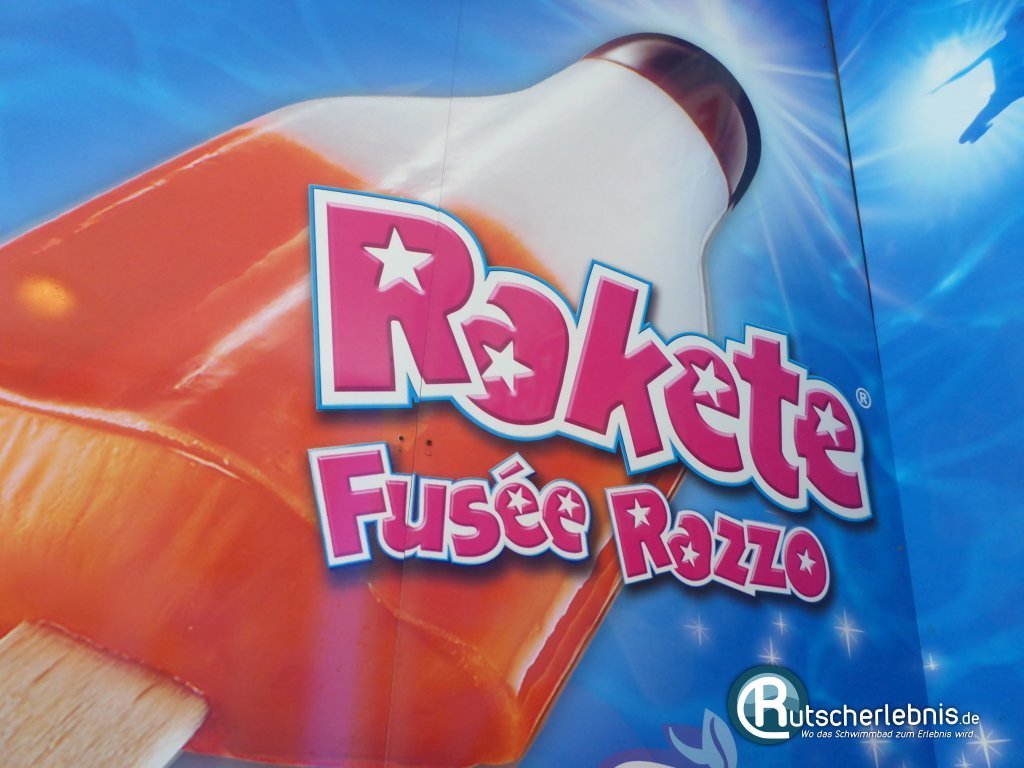 Rakete®
Fusée Razzo
Rutscherlebnis.de
Wo das Schwimmbad zum Erlebnis wird...